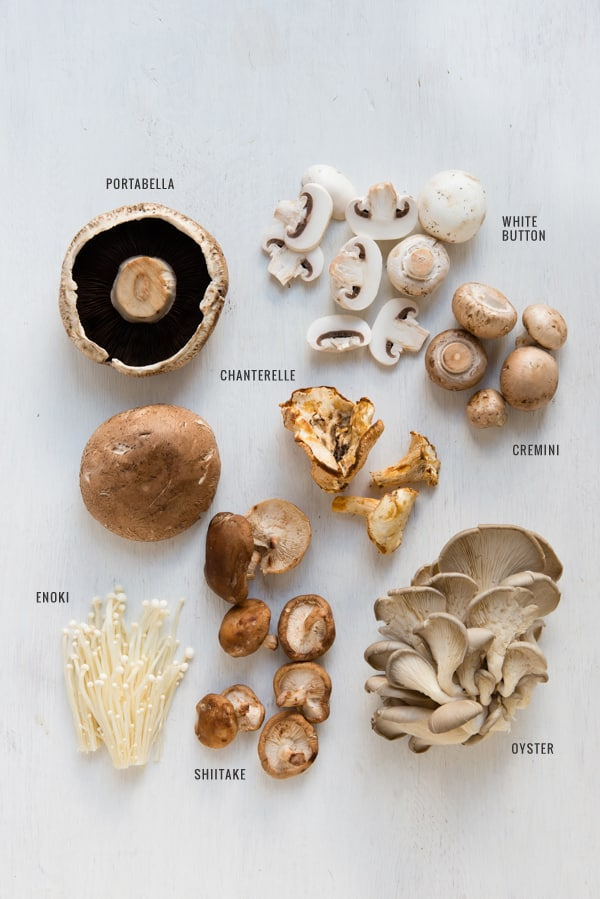 PORTABELLA
WHITE
BUTTON
CHANTERELLE
CREMINI
ENOKI
OYSTER
SHIITAKE